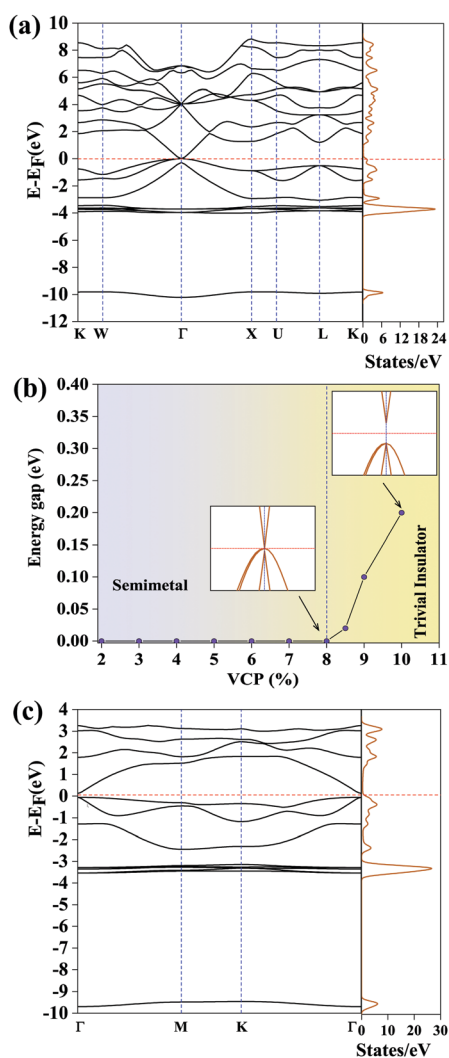 (a)
10
8
6
4
2
0
-2
-4
-6
-8
-10
-12
E-EF(eV)
K W Γ X U L K
0 6 12 18 24
States/eV
(b)
0.40
0.35
0.30
0.25
0.20
0.15
0.10
0.05
0.00
Energy gap (eV)
Semimetal
Trivial Insulator
2 3 4 5 6 7 8 9 10 11
VCP (%)
(c)
4
3
2
1
0
-1
-2
-3
-4
-5
-6
-7
-8
-9
-10
E-EF(eV)
Γ M K Γ
0 10 20 30
States/eV